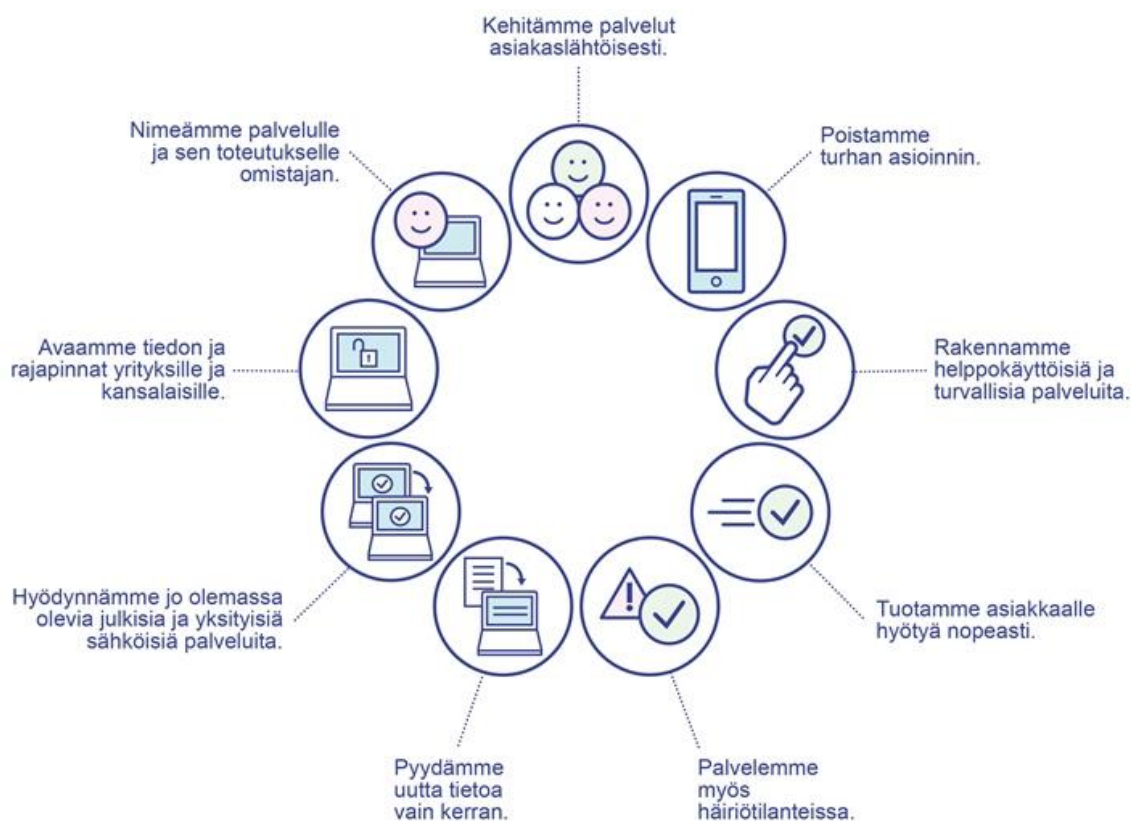 Kehitämme palvelut
asiakaslähtöisesti.
Poistamme
turhan asioinnin.
Rakennamme
helppokäyttöisiä ja
turvallisia palveluita.
Tuotamme asiakkaalle
hyötyä nopeasti.
Palvelemme
myös
häiriötilanteissa.
Pyydämme
uutta tietoa
vain kerran.
Hyödynnämme jo olemassa
olevia julkisia ja yksityisiä
sähköisiä palveluita.
Avaamme tiedon ja
rajapinnat yrityksille ja
kansalaisille.
Nimeämme palvelulle
ja sen toteutukselle
omistajan.